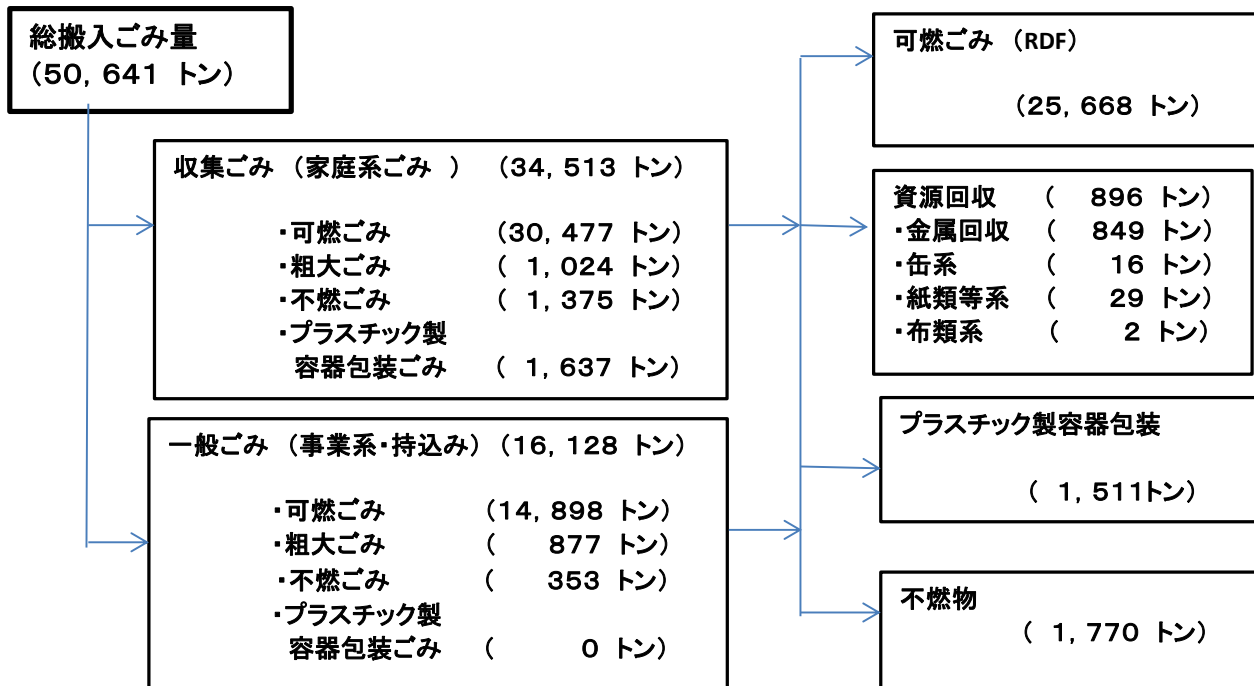 総搬入ごみ量
（50，641 トン）
収集ごみ （家庭系ごみ ） （34，513 トン）
・可燃ごみ （30，477 トン）
・粗大ごみ （ 1，024 トン）
・不燃ごみ （ 1，375 トン）
・プラスチック製
容器包装ごみ （ 1，637 トン）
一般ごみ （事業系・持込み） （16，128 トン）
・可燃ごみ （14，898 トン）
・粗大ごみ （ 877 トン）
・不燃ごみ （ 353 トン）
・プラスチック製
容器包装ごみ （ 0 トン）
可燃ごみ （RDF）
（25，668 トン）
資源回収 （ 896 トン）
・金属回収 （ 849 トン）
・缶系 （ 16 トン）
・紙類等系 （ 29 トン）
・布類系 （ 2 トン）
プラスチック製容器包装
（ 1，511トン）
不燃物
（ 1，770 トン）